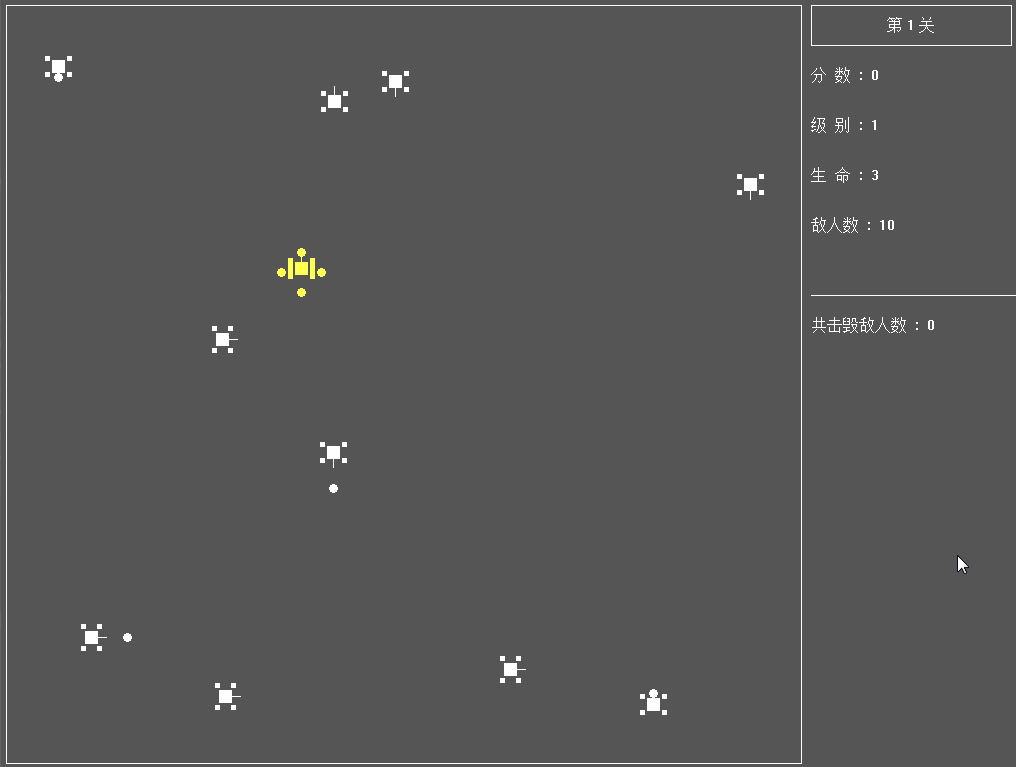 第 1 关
分 数 : 0
级 别 : 1
生 命 : 3
敌人数 : 10
共击毁敌人数 : 0